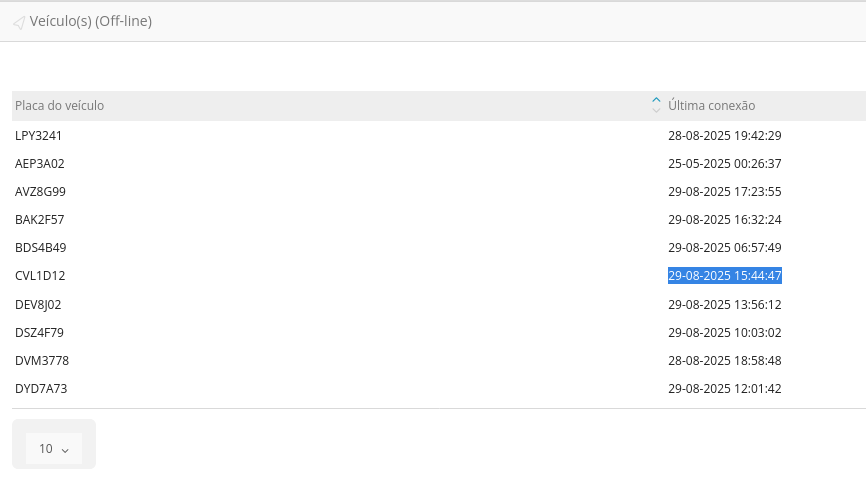 Veículo(s) (Off-line)
Placa do veículo Última conexão
LPY3241 28-08-2025 19:42:29
AEP3A02 25-05-2025 00:26:37
AVZ8G99 29-08-2025 17:23:55
BAK2F57 29-08-2025 16:32:24
BDS4B49 29-08-2025 06:57:49
CVL1D12 29-08-2025 15:44:47
DEV8J02 29-08-2025 13:56:12
DSZ4F79 29-08-2025 10:03:02
DVM3778 28-08-2025 18:58:48
DYD7A73 29-08-2025 12:01:42
10